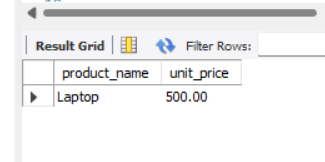 Result Grid Filter Rows:
product_name unit_price
Laptop 500.00